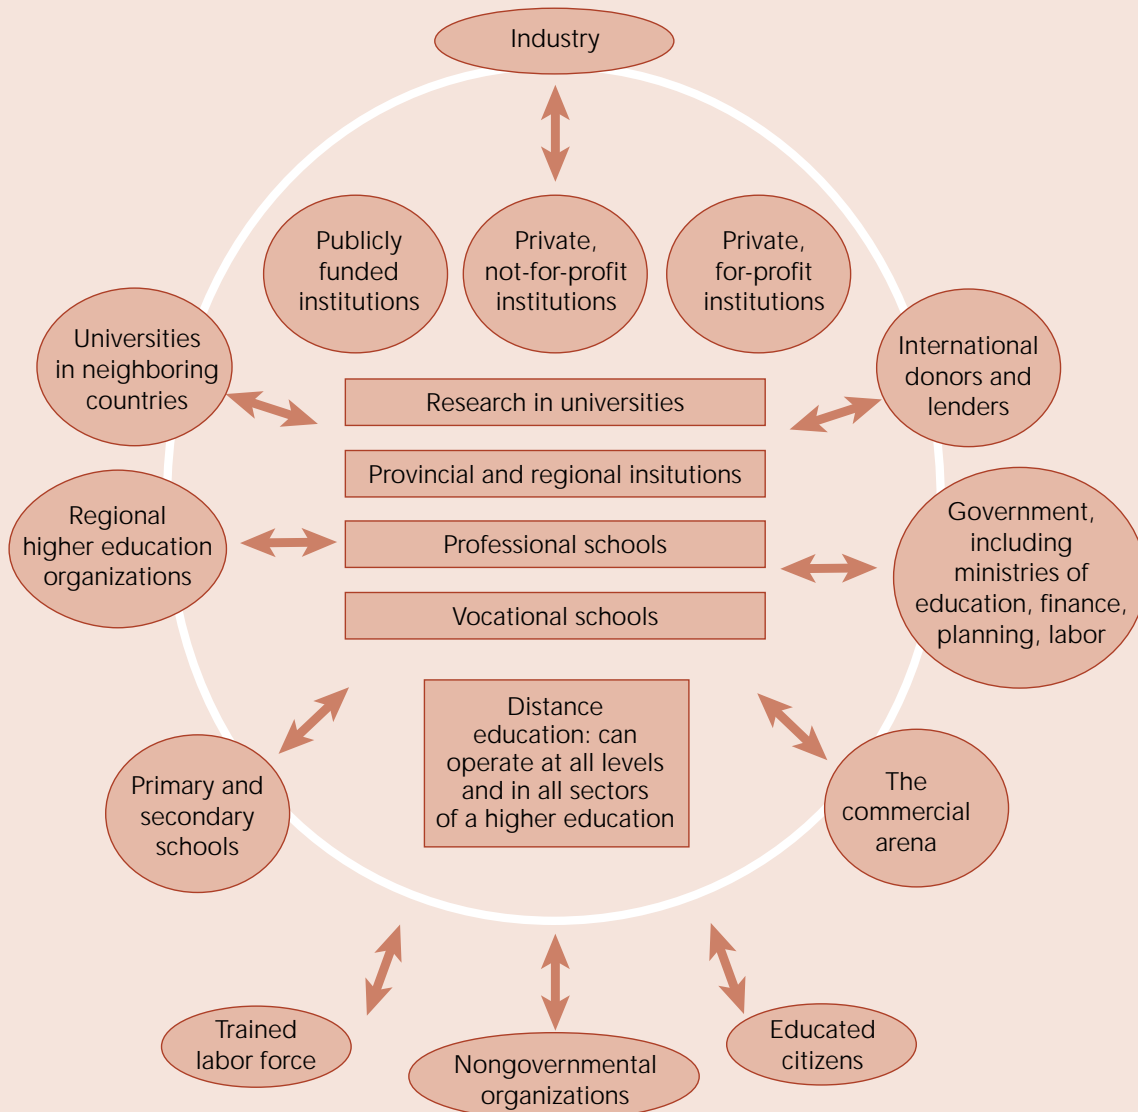 Industry
Publicly
funded
institutions
Private,
not-for-profit
institutions
Private,
for-profit
institutions
Universities
in neighboring
countries
International
donors and
lenders
Research in universities
Provincial and regional insitutions
Professional schools
Vocational schools
Regional
higher education
organizations
Government,
including
ministries of
education, finance,
planning, labor
Distance
education: can
operate at all levels
and in all sectors
of a higher education
Primary and
secondary
schools
The
commercial
arena
Trained
labor force
Nongovernmental
organizations
Educated
citizens